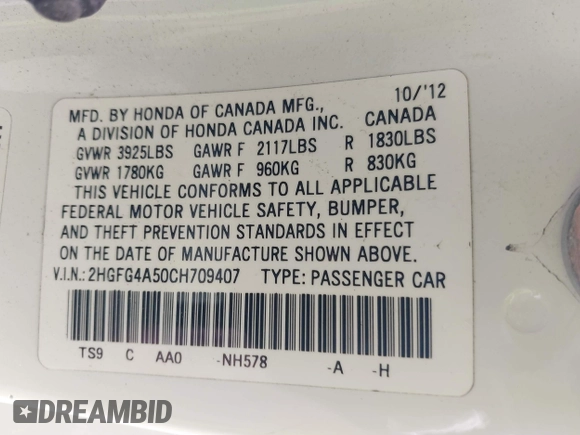 10/'12
MFD. BY HONDA OF CANADA MFG., CANADA
A DIVISION OF HONDA CANADA INC.
GVWR 3925LBS GAWR F 2117LBS R 1830LBS
GVWR 1780KG GAWR F 960KG R 830KG
THIS VEHICLE CONFORMS TO ALL APPLICABLE
FEDERAL MOTOR VEHICLE SAFETY, BUMPER,
AND THEFT PREVENTION STANDARDS IN EFFECT
ON THE DATE OF MANUFACTURE SHOWN ABOVE.
V.I.N.: 2HGFG4A50CH709407 TYPE: PASSENGER CAR
TS9 C AA0 -NH578 -A -H
DREAMBID